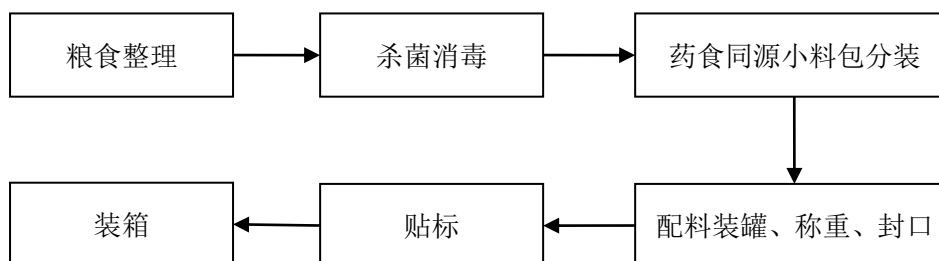 粮食整理
杀菌消毒
药食同源小料包分装
配料装罐、称重、封口
贴标
装箱